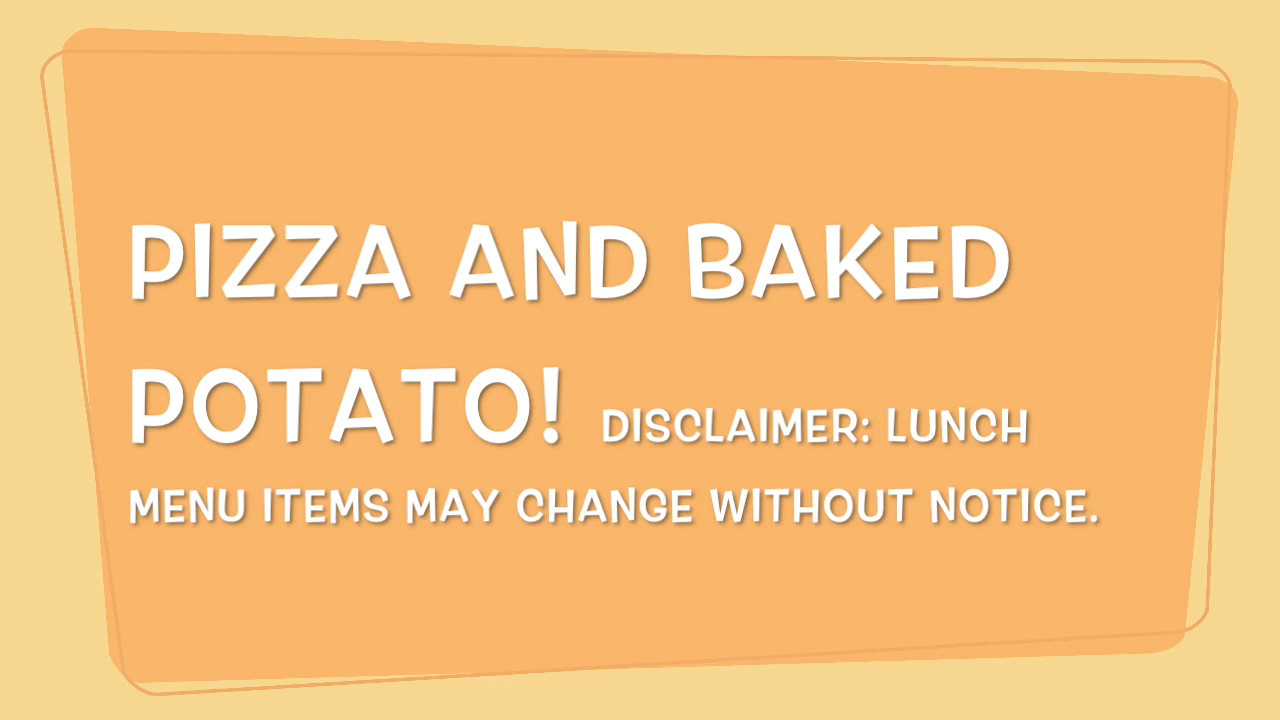 PIZZA AND BAKED
POTATO! DISCLAIMER: LUNCH
MENU ITEMS MAY CHANGE WITHOUT NOTICE.